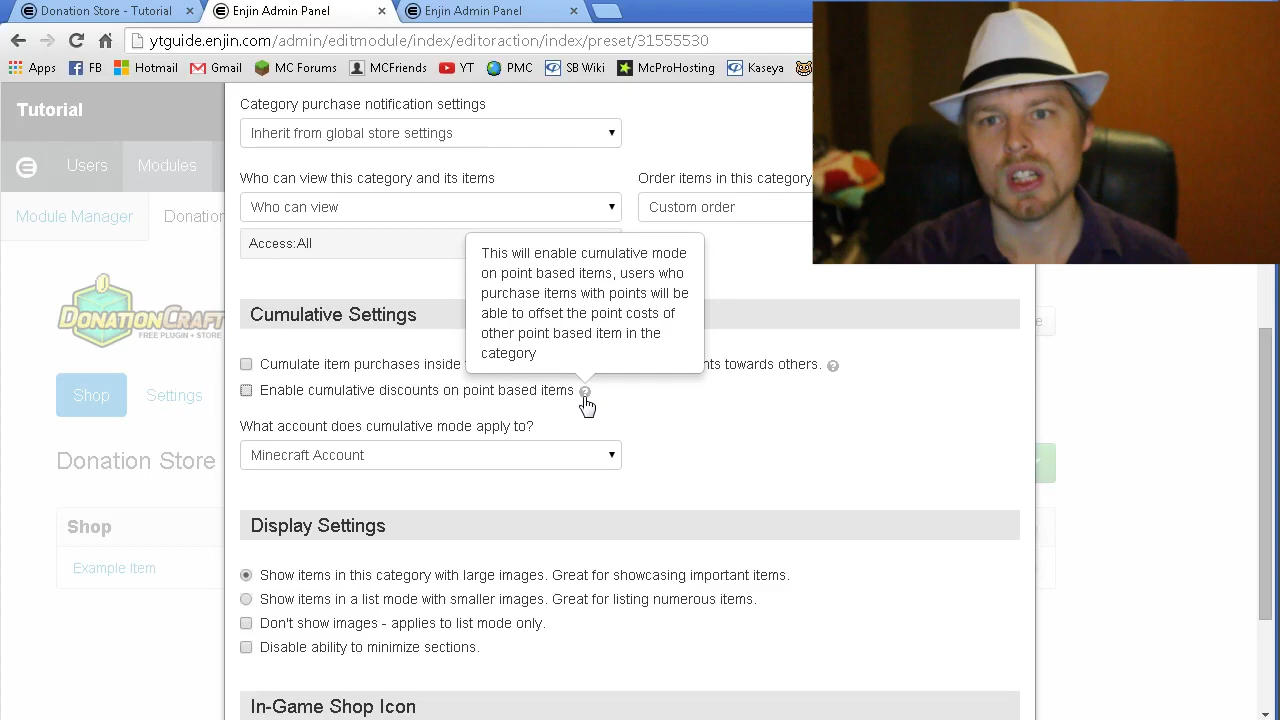 Donation Store - Tutorial
Enjin Admin Panel
Enjin Admin Panel
ytguide.enjin.com/admin/editmodule/index/editoraction/index/preset/31555530
Apps FB Hotmail Gmail MC Forums MCFriends YT PMC SB Wiki McProHosting Kaseya
Tutorial
Users Modules
Module Manager Donation
DONATIONCRAFT
FREE PLUGIN + STORE
Shop Settings
Donation Store
Shop
Example Item
Category purchase notification settings
Inherit from global store settings
Who can view this category and its items
Order items in this category
Who can view
Custom order
Access:All
This will enable cumulative mode
on point based items, users who
purchase items with points will be
able to offset the point costs of
other point based item in the
category
Cumulative Settings
Cumulate item purchases inside
nts towards others.
Enable cumulative discounts on point based items
What account does cumulative mode apply to?
Minecraft Account
Display Settings
Show items in this category with large images. Great for showcasing important items.
Show items in a list mode with smaller images. Great for listing numerous items.
Don't show images - applies to list mode only.
Disable ability to minimize sections.
In-Game Shop Icon